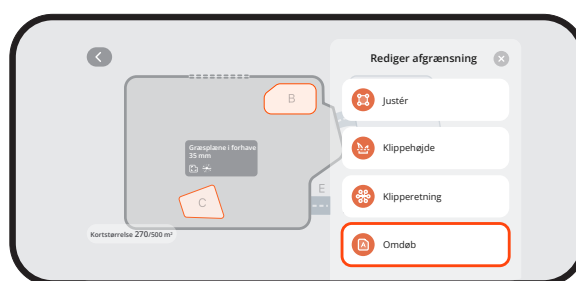 Rediger afgrænsning
B
Justér
Græsplæne i forhave
35 mm
Klippehøjde
E
Klipperetning
C
Kortstørrelse 270/500 m²
Omdøb
A